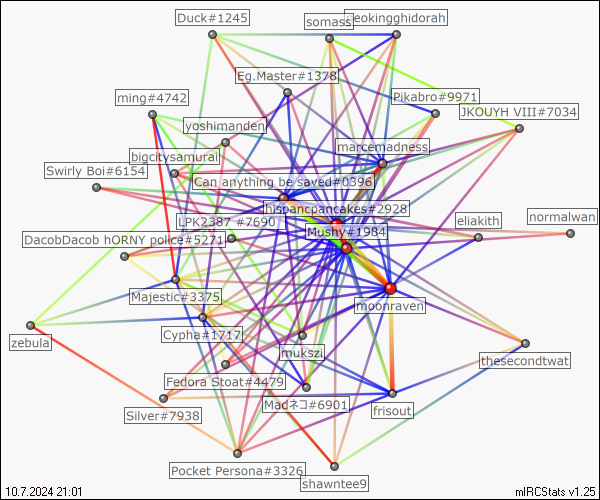 Duck#1245
somass
neokingghidorah
Eg.Master#1378
ming#4742
Pikabro#9971
JKOUYH VIII#7034
yoshimanden
marcemadness
bigcitysamurai
Swirly Boi#6154
Can anything be saved#0396
hispancpancakes#2928
LPK2387 #7690
eliakith
normalwan
Mushy#1984
DacobDacob hORNY police#5271
Majestic#3375
moonraven
Cypha#1717
zebula
mukszi
thesecondtwat
Fedora Stoat#4479
Madネコ#6901
frisout
Silver#7938
Pocket Persona#3326
shawntee9
10.7.2024 21:01
mIRCStats v1.25